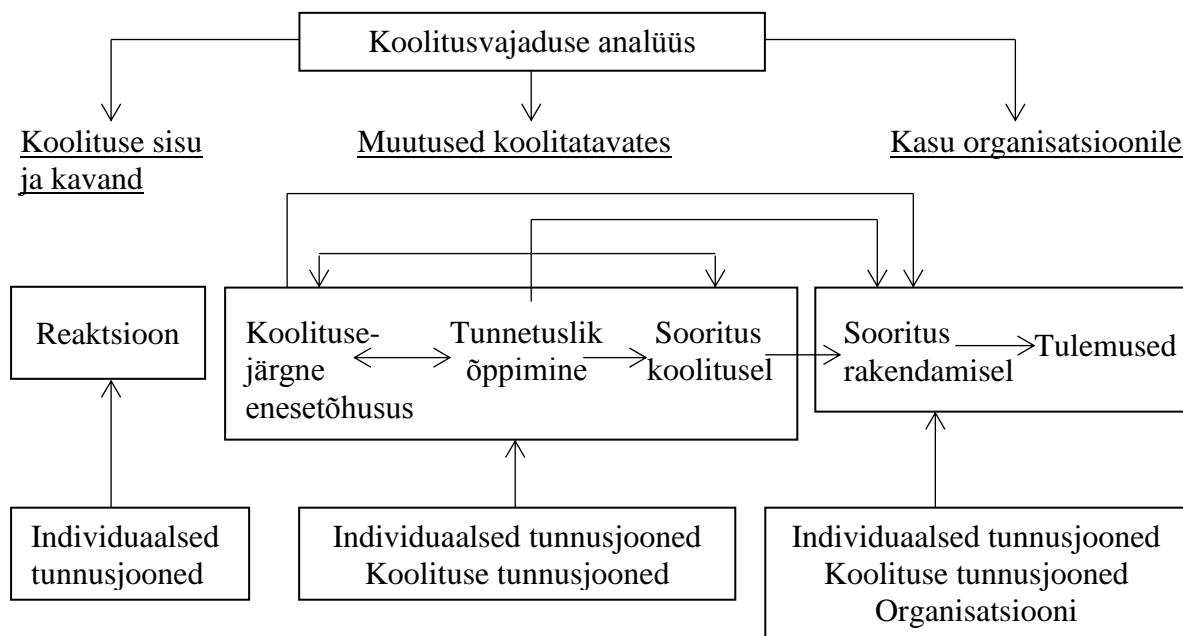 Koolitusvajaduse analüüs
Koolituse sisu
ja kavand
Muutused koolitatavates
Kasu organisatsioonile
Reaktsioon
Koolituse-
järgne
enesetõhusus
Tunnetuslik
õppimine
Sooritus
koolitusel
Sooritus
rakendamisel
Tulemused
Individuaalsed
tunnusjooned
Individuaalsed tunnusjooned
Koolituse tunnusjooned
Individuaalsed tunnusjooned
Koolituse tunnusjooned
Organisatsiooni